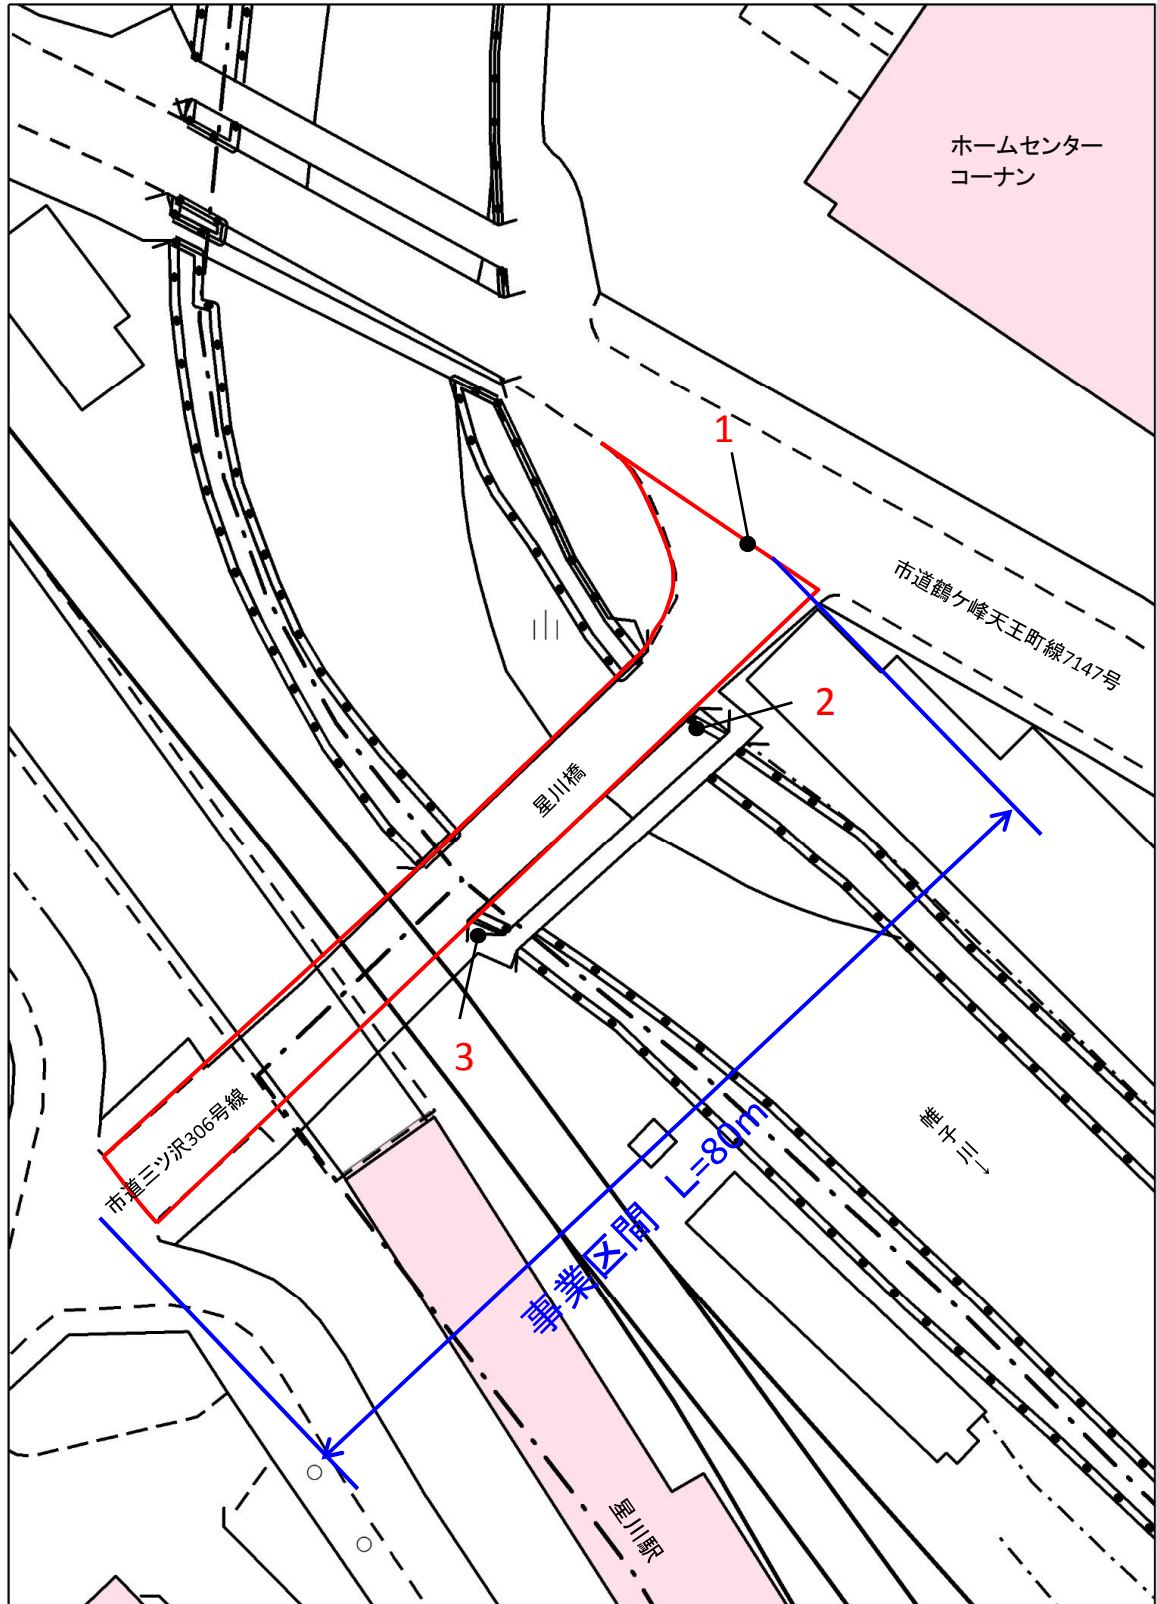 ホームセンター
コーナン
1
市道鶴ケ峰天王町線7147号
2
星川橋
3
市道三ツ沢306号線
帷子川→
事業区間 L=80m
星川駅